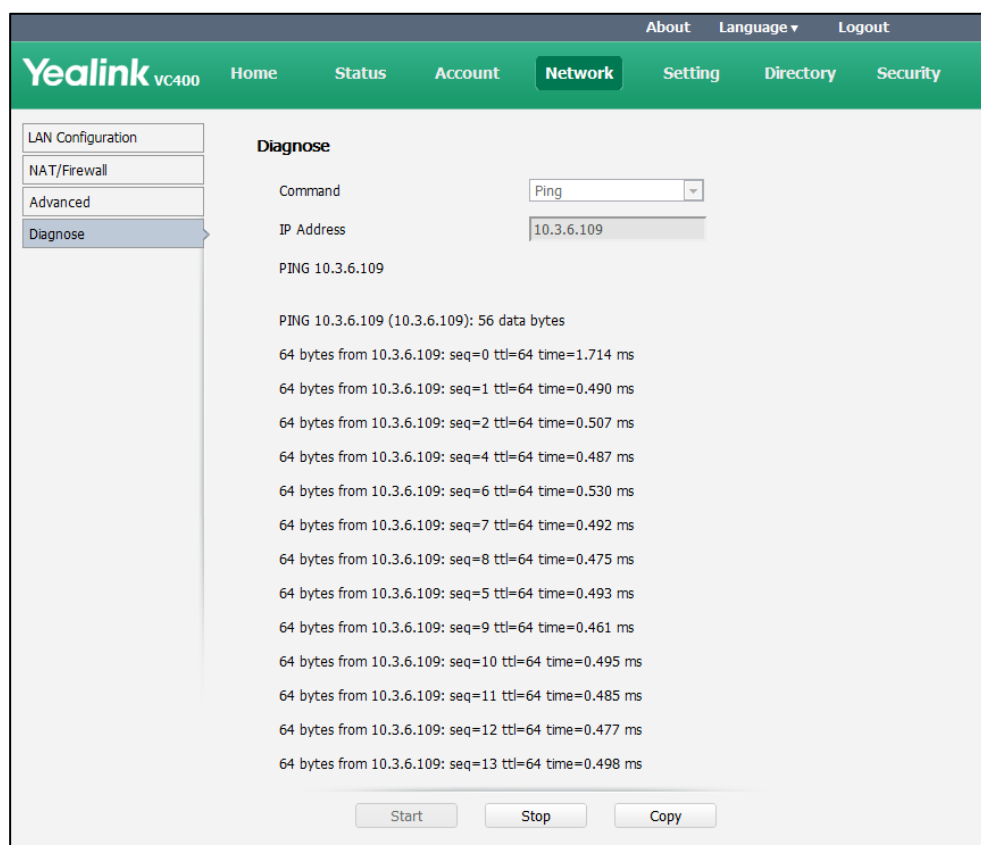 About Language ▾ Logout
Yealink VC400 Home Status Account Network Setting Directory Security
LAN Configuration
NAT/Firewall
Advanced
Diagnose
Diagnose
Command Ping
IP Address 10.3.6.109
PING 10.3.6.109
PING 10.3.6.109 (10.3.6.109): 56 data bytes
64 bytes from 10.3.6.109: seq=0 ttl=64 time=1.714 ms
64 bytes from 10.3.6.109: seq=1 ttl=64 time=0.490 ms
64 bytes from 10.3.6.109: seq=2 ttl=64 time=0.507 ms
64 bytes from 10.3.6.109: seq=4 ttl=64 time=0.487 ms
64 bytes from 10.3.6.109: seq=6 ttl=64 time=0.530 ms
64 bytes from 10.3.6.109: seq=7 ttl=64 time=0.492 ms
64 bytes from 10.3.6.109: seq=8 ttl=64 time=0.475 ms
64 bytes from 10.3.6.109: seq=5 ttl=64 time=0.493 ms
64 bytes from 10.3.6.109: seq=9 ttl=64 time=0.461 ms
64 bytes from 10.3.6.109: seq=10 ttl=64 time=0.495 ms
64 bytes from 10.3.6.109: seq=11 ttl=64 time=0.485 ms
64 bytes from 10.3.6.109: seq=12 ttl=64 time=0.477 ms
64 bytes from 10.3.6.109: seq=13 ttl=64 time=0.498 ms
Start Stop Copy